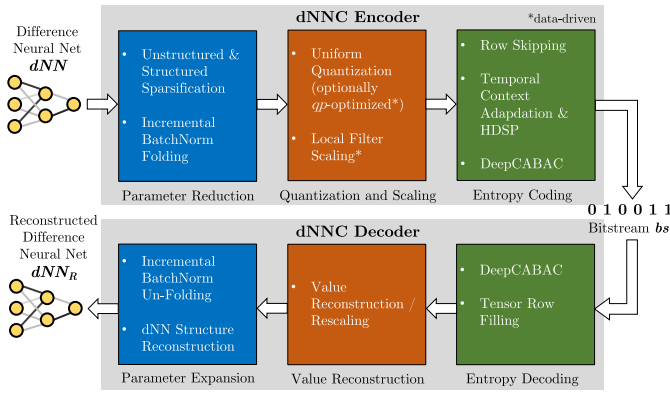 dNNC Encoder
*data-driven
Difference
Neural Net
dNN
• Unstructured &
Structured
Sparsification
• Incremental
BatchNorm
Folding
Parameter Reduction
• Uniform
Quantization
(optionally
qp-optimized*)
• Local Filter
Scaling*
Quantization and Scaling
• Row Skipping
• Temporal
Context
Adapdation &
HDSP
• DeepCABAC
Entropy Coding
0 1 0 0 1 1
Bitstream bs
dNNC Decoder
Reconstructed
Difference
Neural Net
dNN_R
• Incremental
BatchNorm
Un-Folding
• dNN Structure
Reconstruction
Parameter Expansion
• Value
Reconstruction /
Rescaling
Value Reconstruction
• DeepCABAC
• Tensor Row
Filling
Entropy Decoding